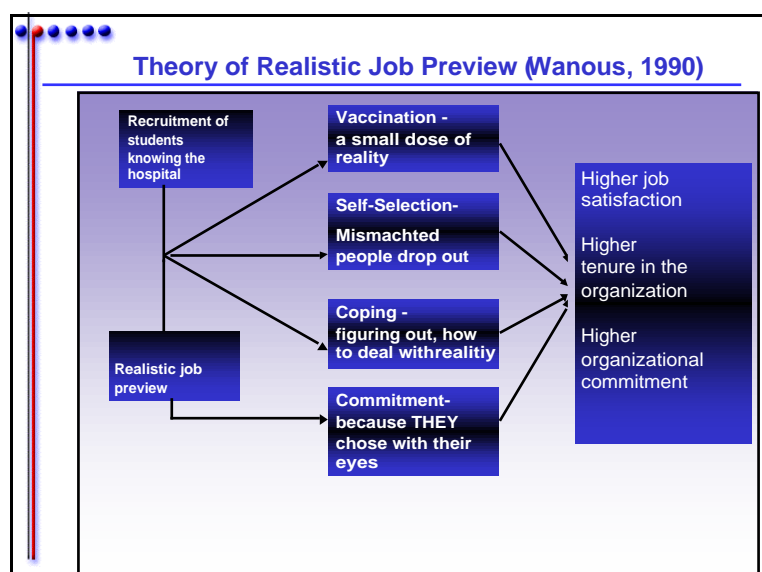 Theory of Realistic Job Preview (Wanous, 1990)
Recruitment of
students
knowing the
hospital
Realistic job
preview
Vaccination -
a small dose of
reality
Self-Selection-
Mismachted
people drop out
Coping -
figuring out, how
to deal withrealitiy
Commitment-
because THEY
chose with their
eyes
Higher job
satisfaction
Higher
tenure in the
organization
Higher
organizational
commitment